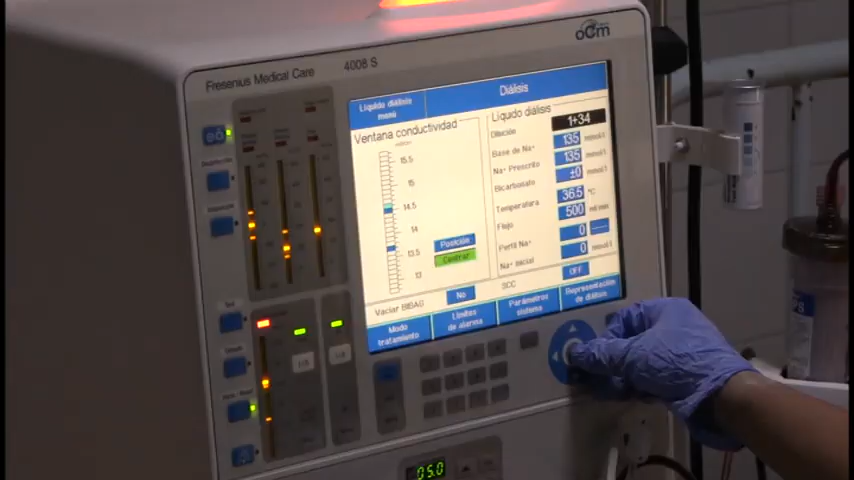 Fresenius Medical Care
4008 S
OCM
Líquido diálisis
menú
Diálisis
Ventana conductividad
15.5
15
14.5
14
13.5
13
Posición
Centrar
Líquido diálisis
Dilución
1+34
Base de Na+
135
mmol/l
Na+ Prescrito
135
mmol/l
Bicarbonato
±0
mmol/l
Temperatura
36.5
°C
Flujo
500
ml/min
Perfil Na+
0
Na+ inicial
0
mmol/l
Vaciar BIBAG
No
SCC
OFF
Modo
tratamiento
Límites
de alarma
Parámetros
sistema
Representación
de diálisis
05.0